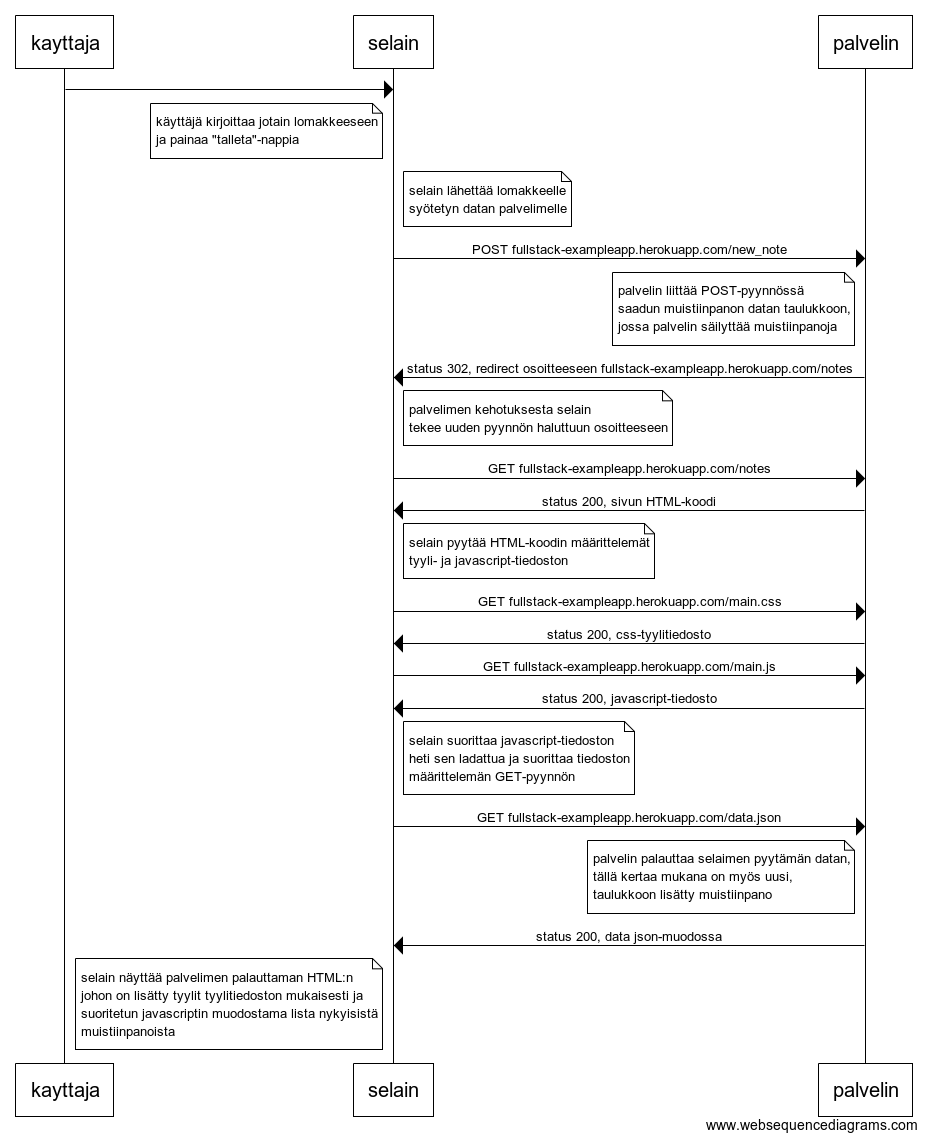 kayttaja
selain
palvelin
käyttäjä kirjoittaa jotain lomakkeeseen
ja painaa "talleta"-nappia
selain lähettää lomakkeelle
syötetyn datan palvelimelle
POST fullstack-exampleapp.herokuapp.com/new_note
palvelin liittää POST-pyynnössä
saadun muistiinpanon datan taulukkoon,
jossa palvelin säilyttää muistiinpanoja
status 302, redirect osoitteeseen fullstack-exampleapp.herokuapp.com/notes
palvelimen kehotuksesta selain
tekee uuden pyynnön haluttuun osoitteeseen
GET fullstack-exampleapp.herokuapp.com/notes
status 200, sivun HTML-koodi
selain pyytää HTML-koodin määrittelemät
tyyli- ja javascript-tiedoston
GET fullstack-exampleapp.herokuapp.com/main.css
status 200, css-tyylitiedosto
GET fullstack-exampleapp.herokuapp.com/main.js
status 200, javascript-tiedosto
selain suorittaa javascript-tiedoston
heti sen ladattua ja suorittaa tiedoston
määrittelemän GET-pyynnön
GET fullstack-exampleapp.herokuapp.com/data.json
palvelin palauttaa selaimen pyytämän datan,
tällä kertaa mukana on myös uusi,
taulukkoon lisätty muistiinpano
status 200, data json-muodossa
selain näyttää palvelimen palauttaman HTML:n
johon on lisätty tyylit tyylitiedoston mukaisesti ja
suoritetun javascriptin muodostama lista nykyisistä
muistiinpanoista
kayttaja
selain
palvelin
www.websequencediagrams.com